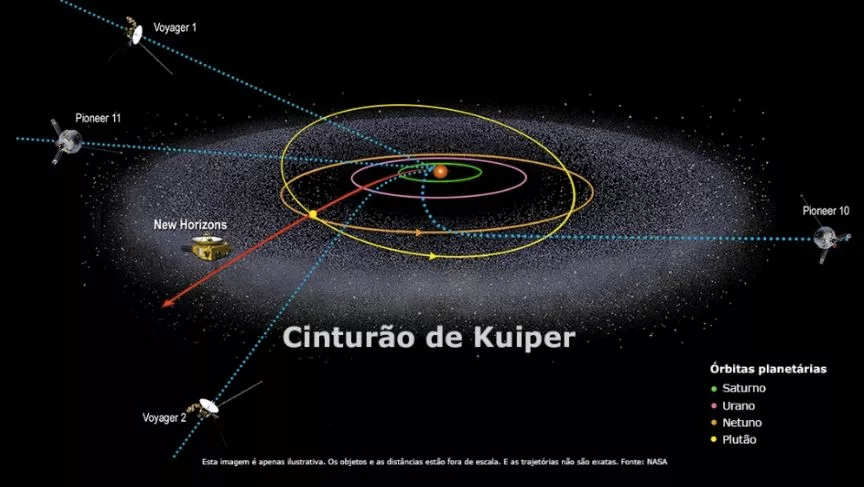 Voyager 1
Pioneer 11
Pioneer 10
New Horizons
Cinturão de Kuiper
Órbitas planetárias
Saturno
Urano
Netuno
Plutão
Voyager 2
Esta imagem é apenas ilustrativa. Os objetos e as distâncias estão fora de escala. E as trajetórias não são exatas. Fonte: NASA